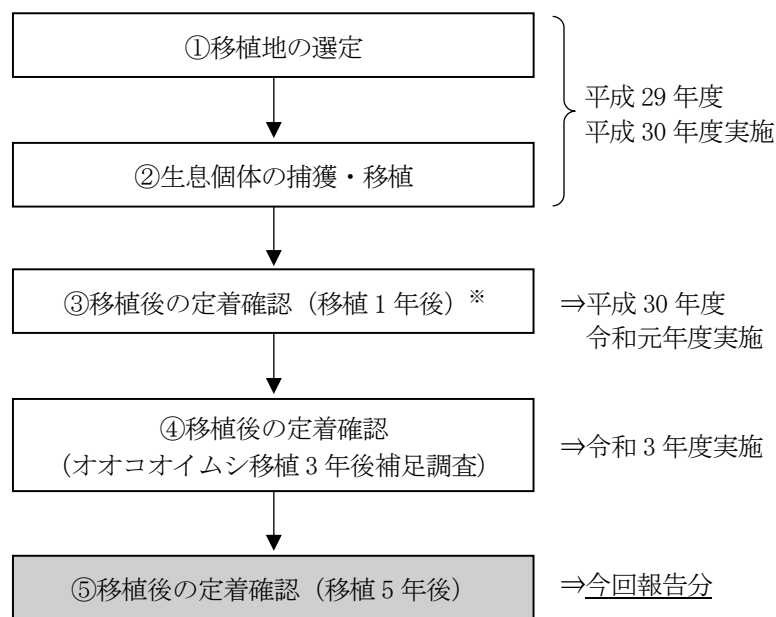 ①移植地の選定
平成 29 年度
平成 30 年度実施
②生息個体の捕獲・移植
③移植後の定着確認（移植 1 年後）※
⇒平成 30 年度
令和元年度実施
④移植後の定着確認
（オオコオイムシ移植 3 年後補足調査）
⇒令和 3 年度実施
⑤移植後の定着確認（移植 5 年後）
⇒今回報告分